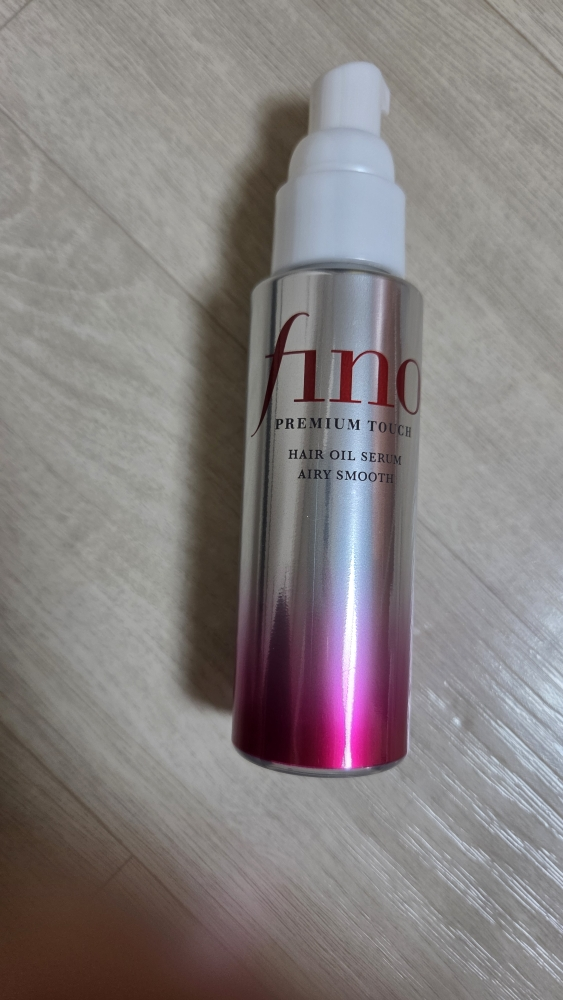 fino
PREMIUM TOUCH
HAIR OIL SERUM
AIRY SMOOTH